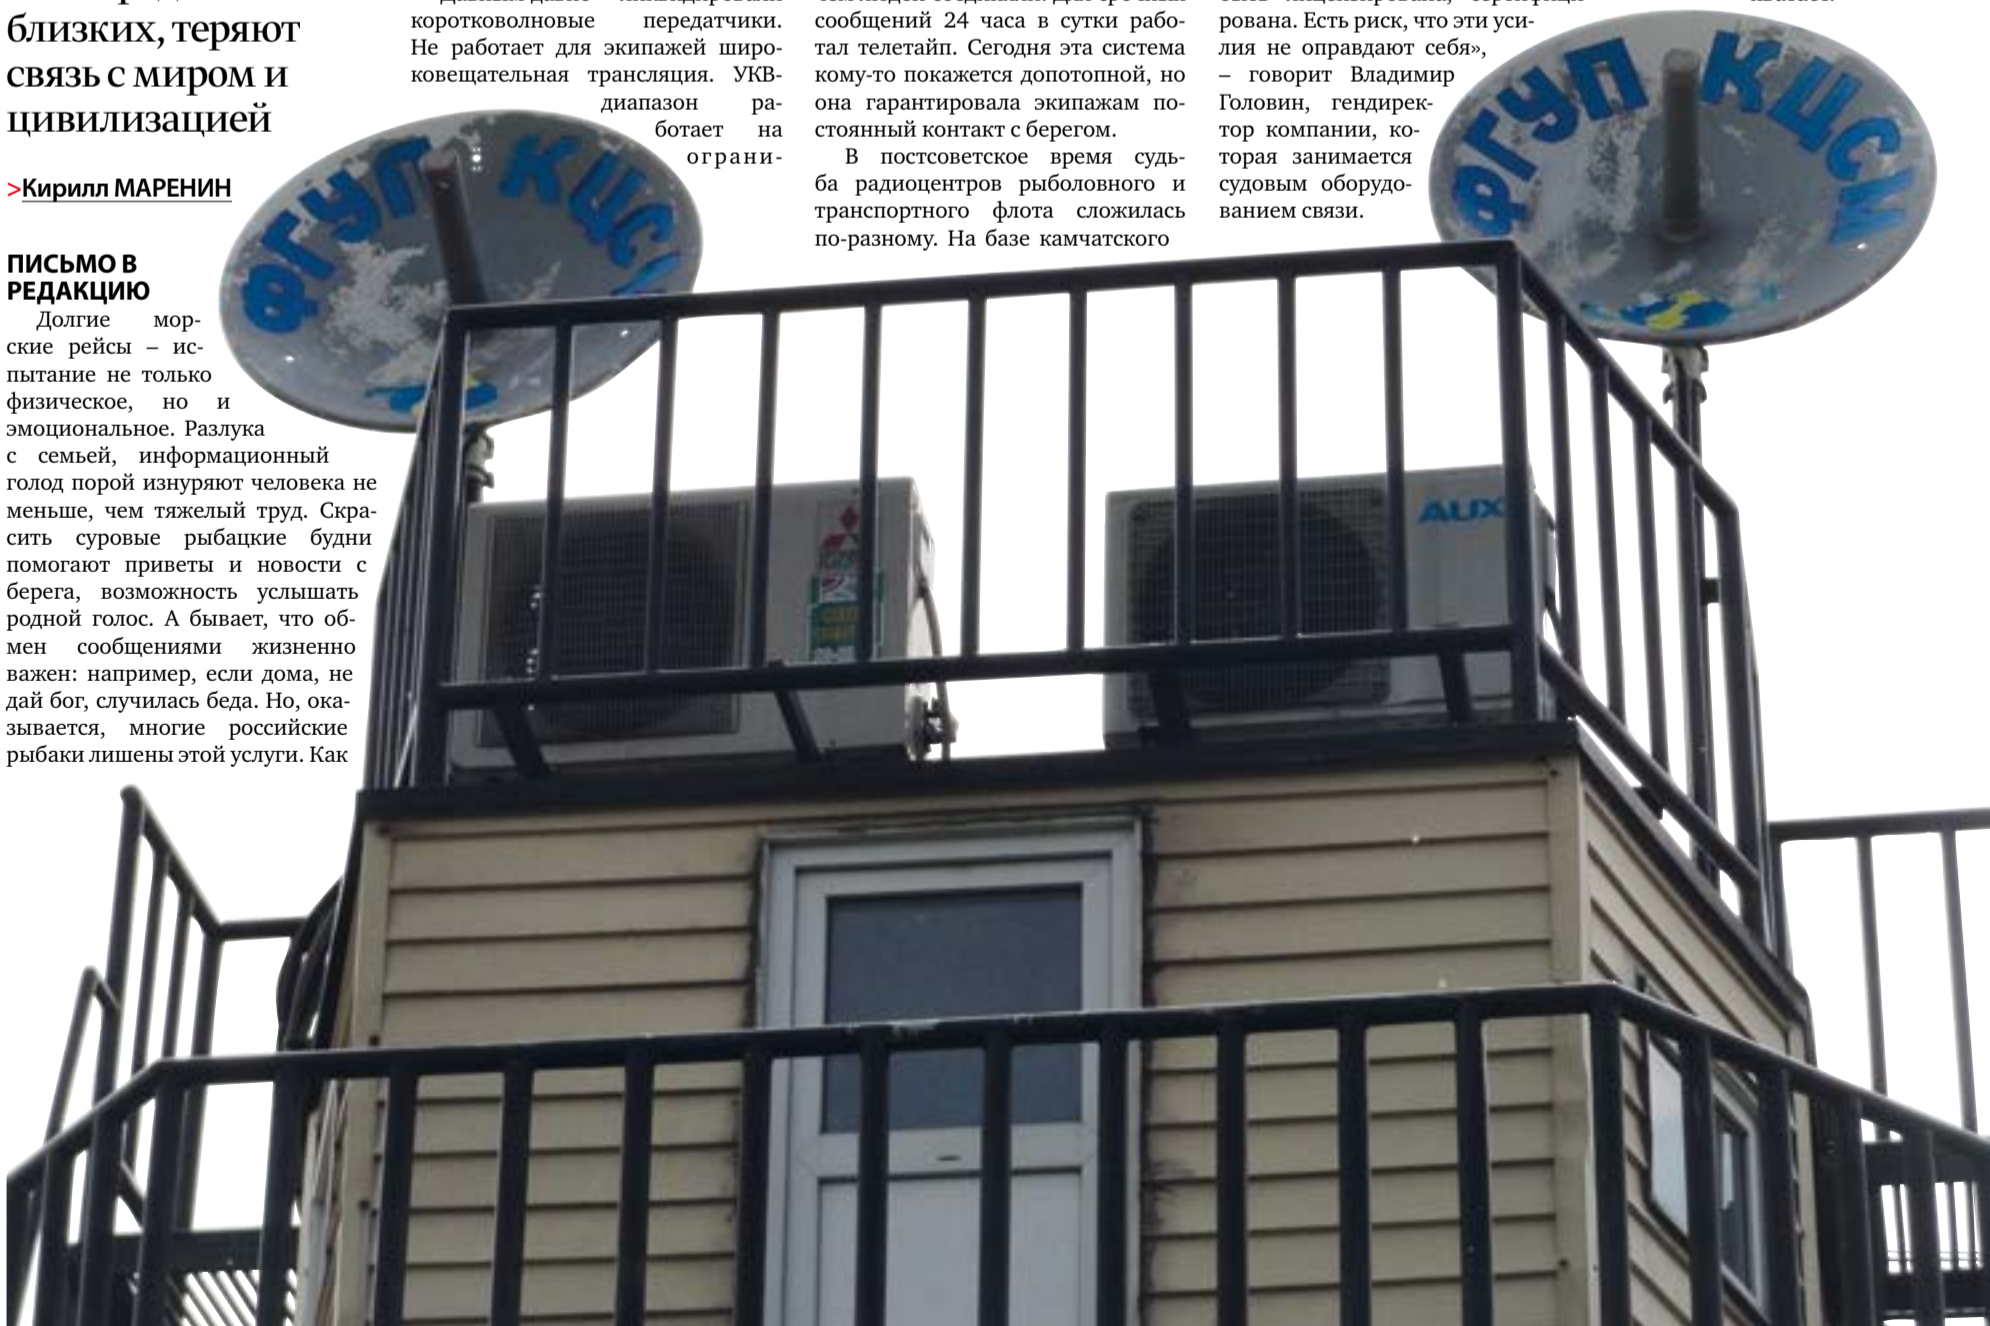 близких, теряют
связь с миром и
цивилизацией
>Кирилл МАРЕНИН
ПИСЬМО В
РЕДАКЦИЮ
Долгие мор-
ские рейсы – ис-
пытание не только
физическое, но и
эмоциональное. Разлука
с семьей, информационный
голод порой изнуряют человека не
меньше, чем тяжелый труд. Скра-
сить суровые рыбацкие будни
помогают приветы и новости с
берега, возможность услышать
родной голос. А бывает, что об-
мен сообщениями жизненно
важен: например, если дома, не
дай бог, случилась беда. Но, ока-
зывается, многие российские
рыбаки лишены этой услуги. Как
коротковолновые передатчики.
Не работает для экипажей широ-
ковещательная трансляция. УКВ-
диапазон ра-
ботает на
ограни-
сообщений 24 часа в сутки рабо-
тал телетайп. Сегодня эта система
кому-то покажется допотопной, но
она гарантировала экипажам по-
стоянный контакт с берегом.
В постсоветское время судь-
ба радиоцентров рыболовного и
транспортного флота сложилась
по-разному. На базе камчатского
рована. Есть риск, что эти уси-
лия не оправдают себя»,
– говорит Владимир
Головин, гендирек-
тор компании, ко-
торая занимается
судовым оборудо-
ванием связи.
ФГУП КЦС
ФГУП КЦСМ
AUX